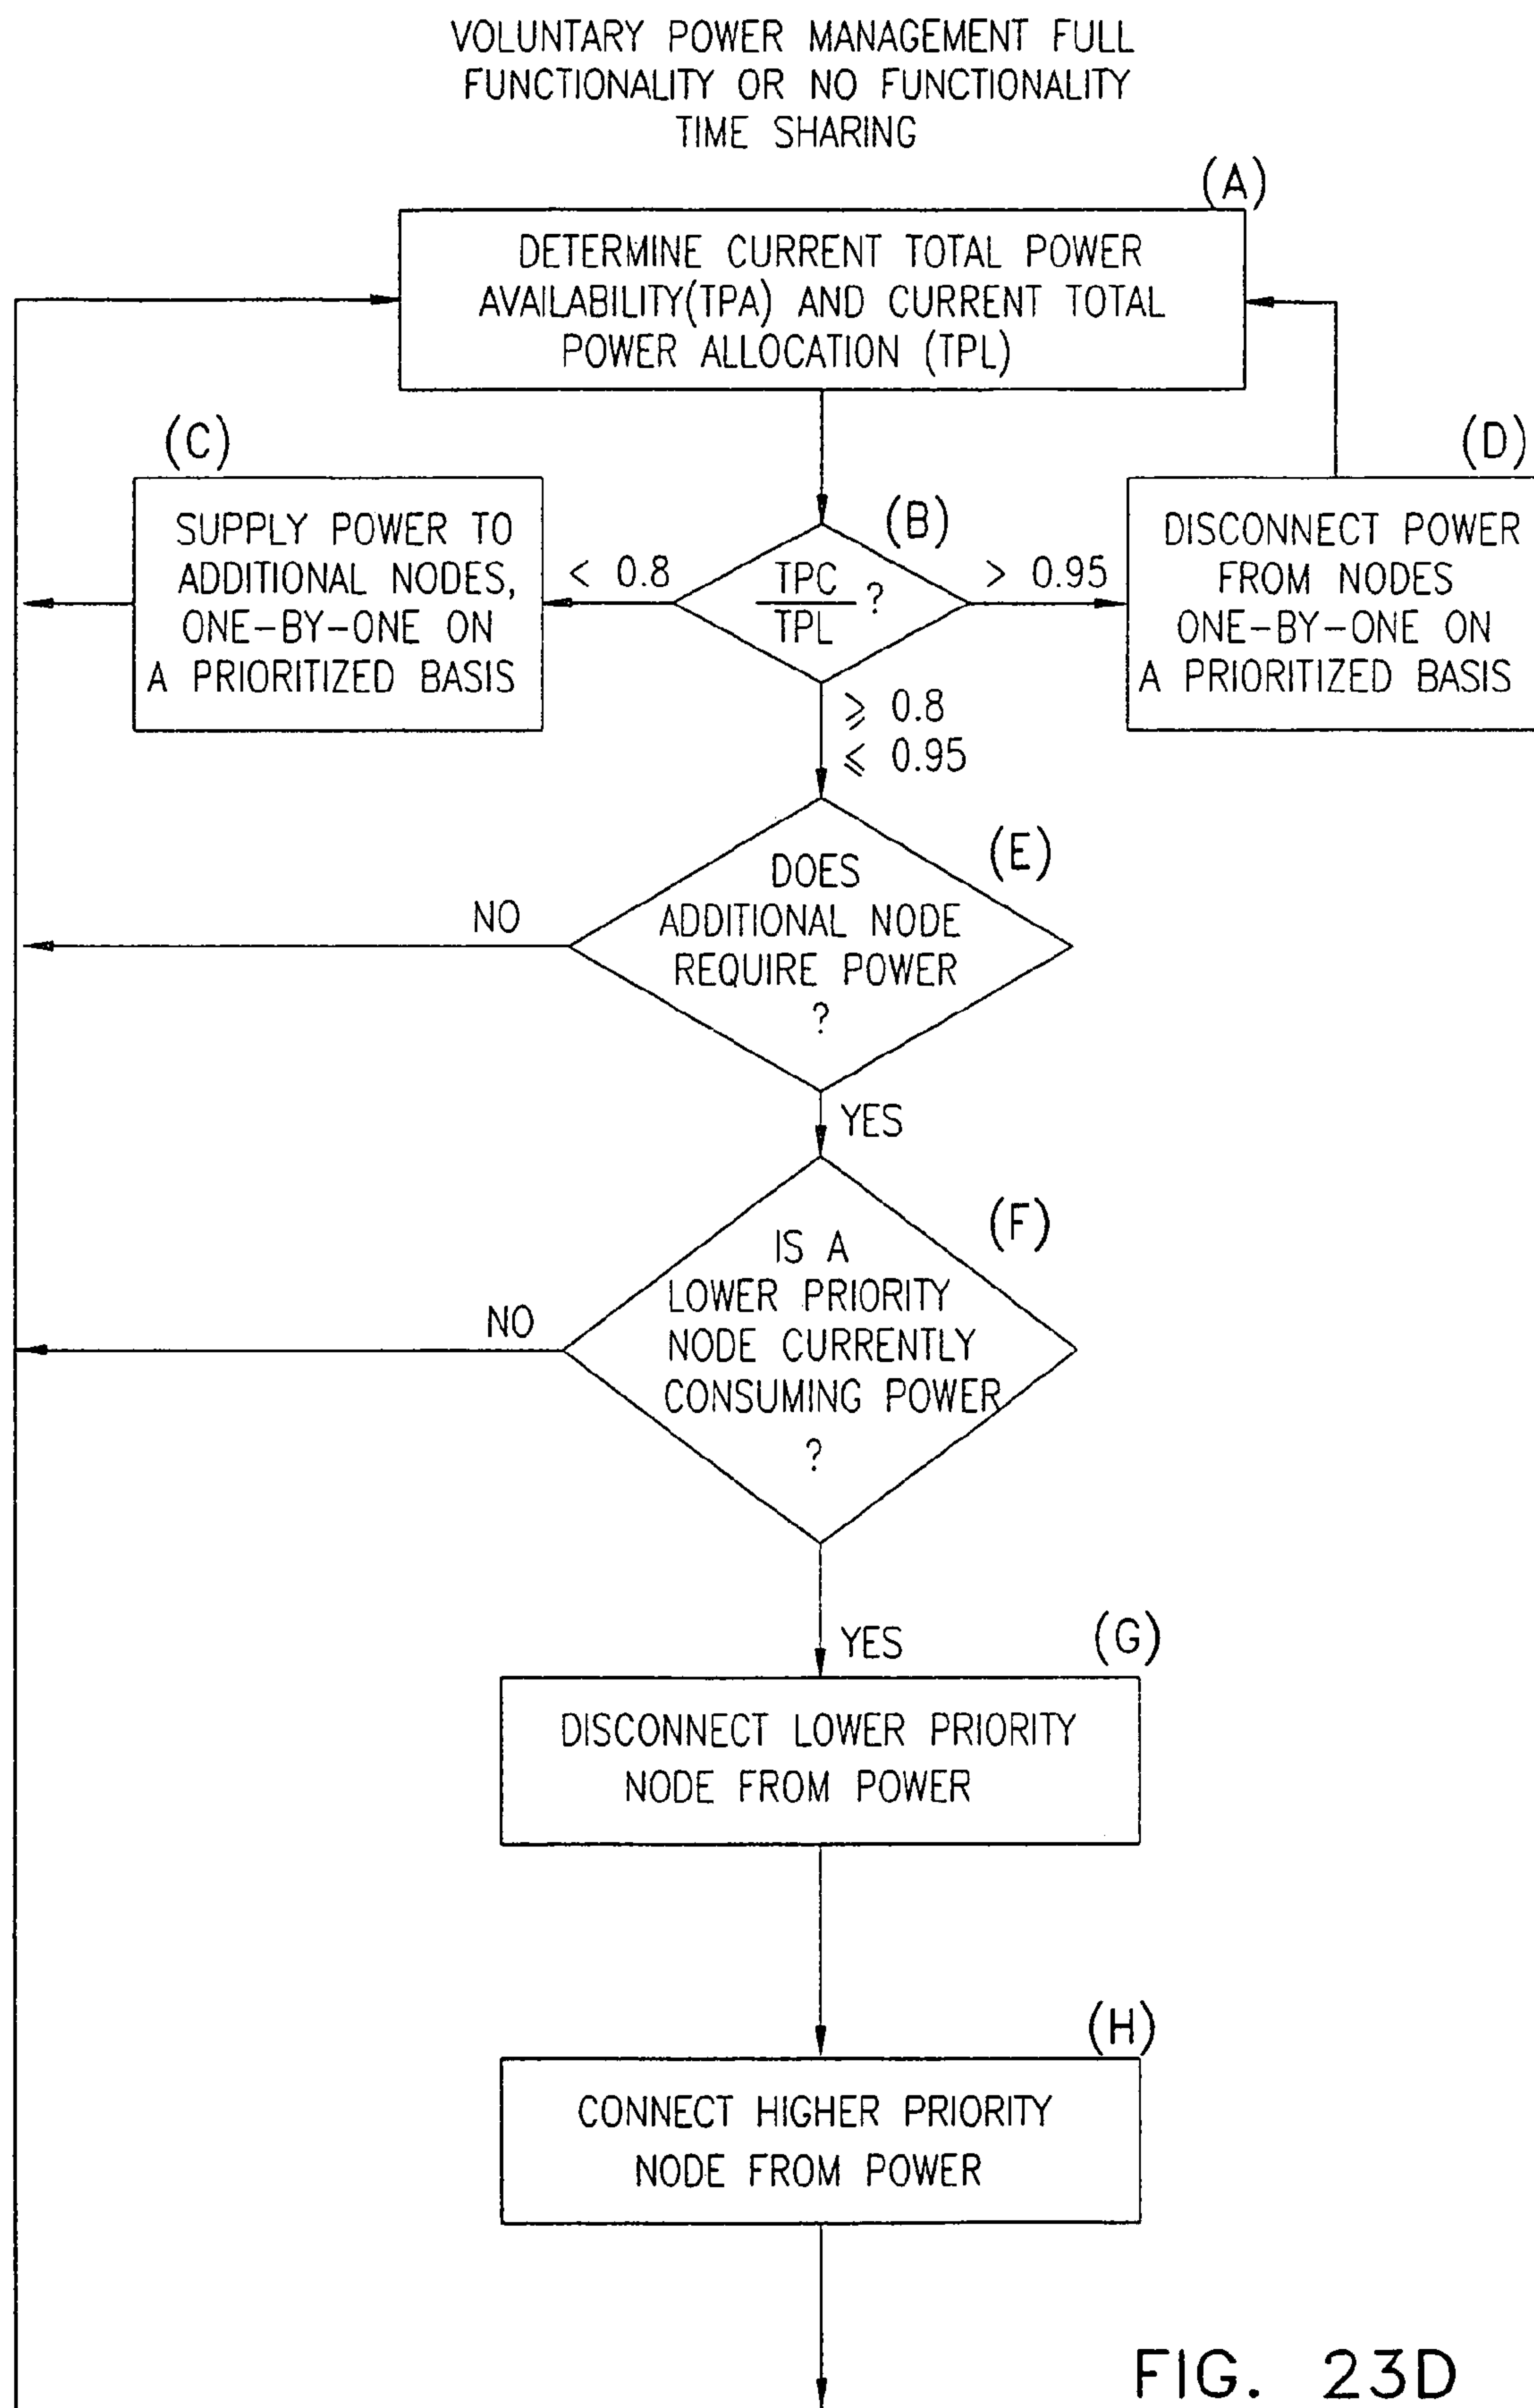 VOLUNTARY POWER MANAGEMENT FULL
FUNCTIONALITY OR NO FUNCTIONALITY
TIME SHARING
(A)
DETERMINE CURRENT TOTAL POWER
AVAILABILITY(TPA) AND CURRENT TOTAL
POWER ALLOCATION (TPL)
(C)
SUPPLY POWER TO
ADDITIONAL NODES,
ONE-BY-ONE ON
A PRIORITIZED BASIS
< 0.8
(B)
TPC
TPL
?
> 0.95
(D)
DISCONNECT POWER
FROM NODES
ONE-BY-ONE ON
A PRIORITIZED BASIS
⩾ 0.8
⩽ 0.95
(E)
DOES
ADDITIONAL NODE
REQUIRE POWER
?
NO
YES
(F)
IS A
LOWER PRIORITY
NODE CURRENTLY
CONSUMING POWER
?
NO
YES
(G)
DISCONNECT LOWER PRIORITY
NODE FROM POWER
(H)
CONNECT HIGHER PRIORITY
NODE FROM POWER
FIG. 23D